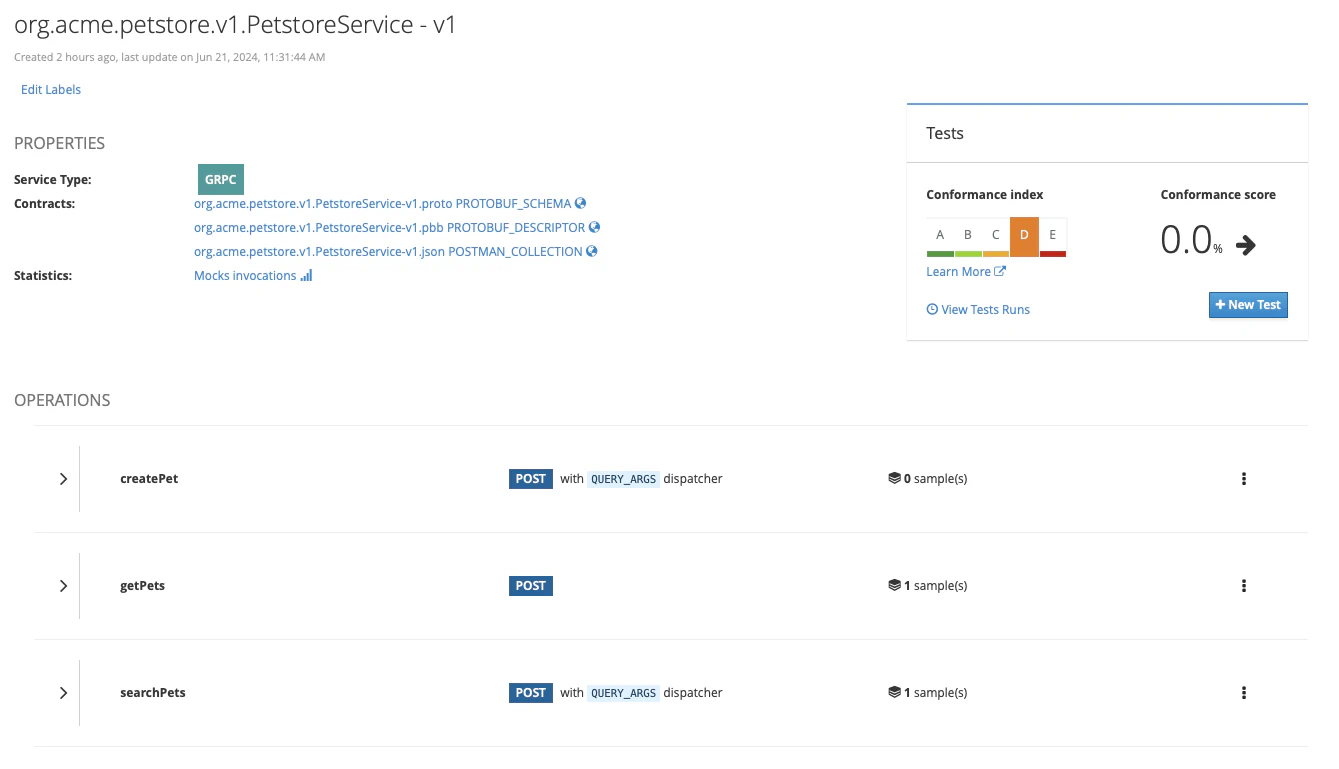 org.acme.petstore.v1.PetstoreService - v1
Created 2 hours ago, last update on Jun 21, 2024, 11:31:44 AM
Edit Labels
PROPERTIES
Service Type: GRPC
Contracts: org.acme.petstore.v1.PetstoreService-v1.proto PROTOBUF_SCHEMA
org.acme.petstore.v1.PetstoreService-v1.pbb PROTOBUF_DESCRIPTOR
org.acme.petstore.v1.PetstoreService-v1.json POSTMAN_COLLECTION
Statistics: Mocks invocations
Tests
Conformance index
A B C D E
Learn More
View Tests Runs
Conformance score
0.0%
+ New Test
OPERATIONS
createPet POST with QUERY_ARGS dispatcher 0 sample(s)
getPets POST 1 sample(s)
searchPets POST with QUERY_ARGS dispatcher 1 sample(s)